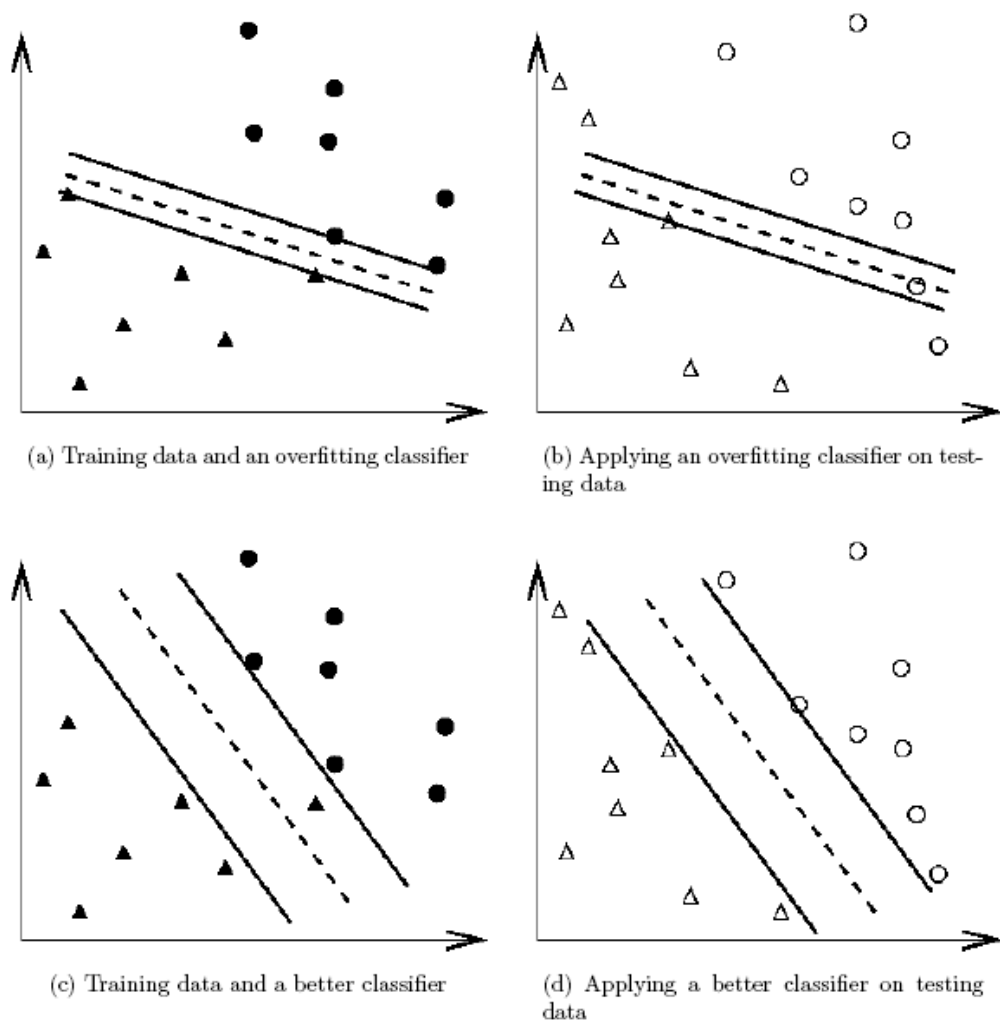 (a) Training data and an overfitting classifier
(b) Applying an overfitting classifier on test-
ing data
(c) Training data and a better classifier
(d) Applying a better classifier on testing
data